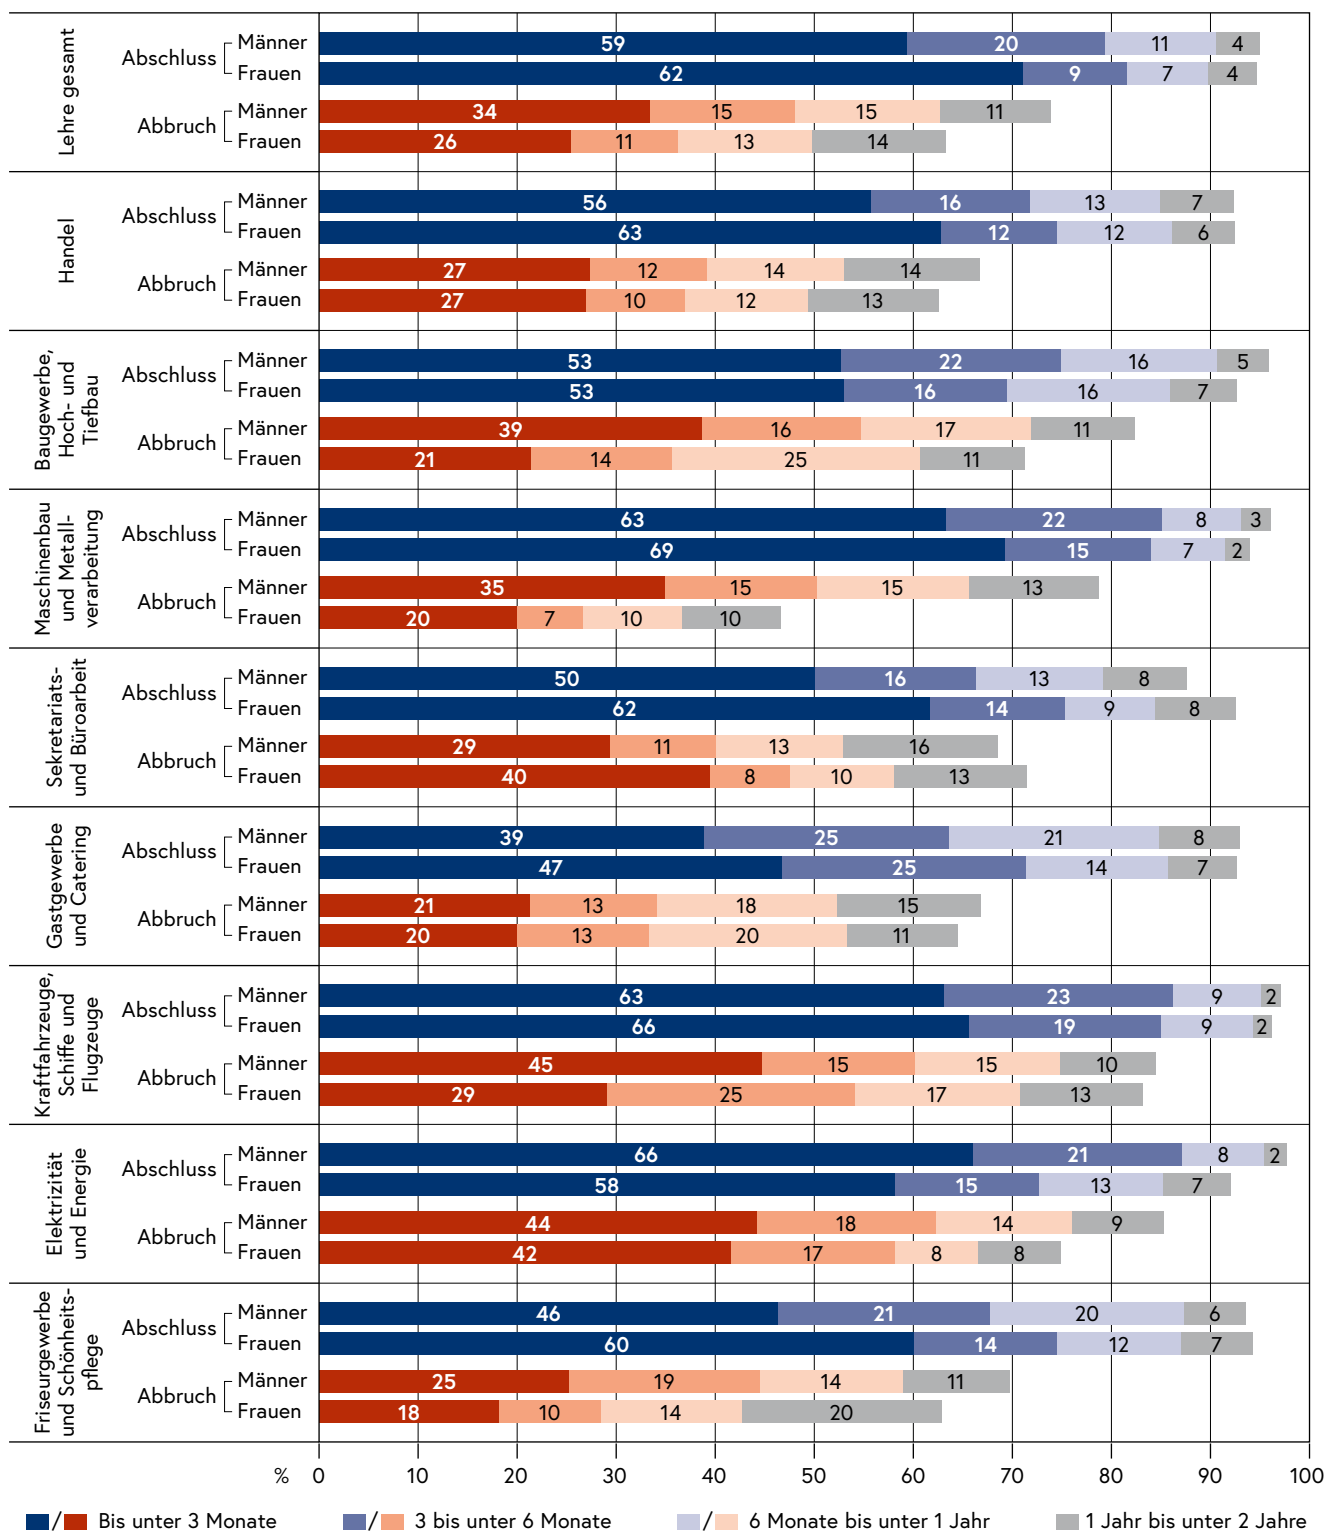 Lehre gesamt
Abschluss
Männer
59 20 11 4
Frauen
62 9 7 4
Abbruch
Männer
34 15 15 11
Frauen
26 11 13 14
Handel
Abschluss
Männer
56 16 13 7
Frauen
63 12 12 6
Abbruch
Männer
27 12 14 14
Frauen
27 10 12 13
Baugewerbe,
Hoch- und
Tiefbau
Abschluss
Männer
53 22 16 5
Frauen
53 16 16 7
Abbruch
Männer
39 16 17 11
Frauen
21 14 25 11
Maschinenbau
und Metall-
verarbeitung
Abschluss
Männer
63 22 8 3
Frauen
69 15 7 2
Abbruch
Männer
35 15 15 13
Frauen
20 7 10 10
Sekretariats-
und Büroarbeit
Abschluss
Männer
50 16 13 8
Frauen
62 14 9 8
Abbruch
Männer
29 11 13 16
Frauen
40 8 10 13
Gastgewerbe
und Catering
Abschluss
Männer
39 25 21 8
Frauen
47 25 14 7
Abbruch
Männer
21 13 18 15
Frauen
20 13 20 11
Kraftfahrzeuge,
Schiffe und
Flugzeuge
Abschluss
Männer
63 23 9 2
Frauen
66 19 9 2
Abbruch
Männer
45 15 15 10
Frauen
29 25 17 13
Elektrizität
und Energie
Abschluss
Männer
66 21 8 2
Frauen
58 15 13 7
Abbruch
Männer
44 18 14 9
Frauen
42 17 8 8
Friseurgewerbe
und Schönheits-
pflege
Abschluss
Männer
46 21 20 6
Frauen
60 14 12 7
Abbruch
Männer
25 19 14 11
Frauen
18 10 14 20
% 0 10 20 30 40 50 60 70 80 90 100
/ Bis unter 3 Monate / 3 bis unter 6 Monate / 6 Monate bis unter 1 Jahr 1 Jahr bis unter 2 Jahre